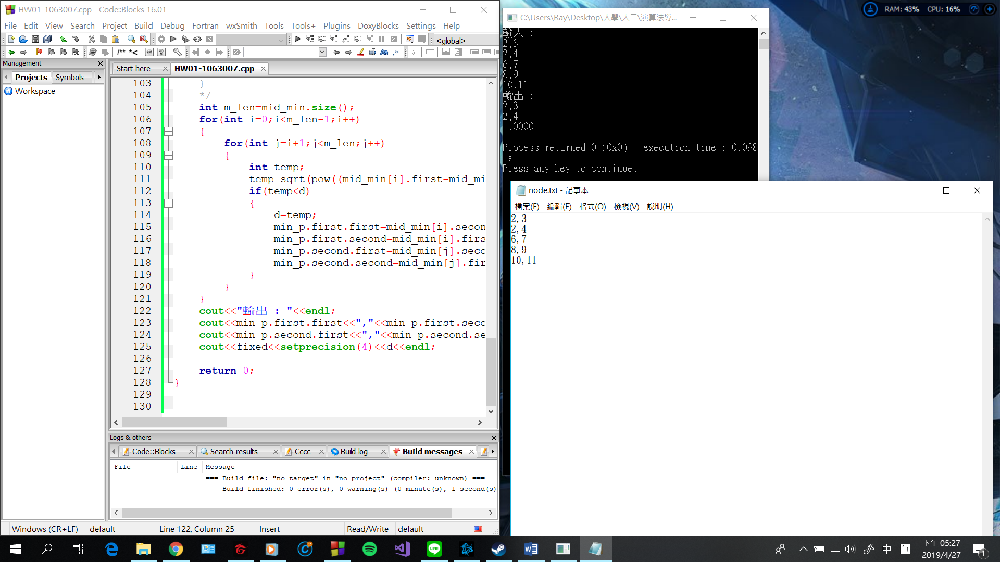 HW01-1063007.cpp - Code::Blocks 16.01
File Edit View Search Project Build Debug Fortran wxSmith Tools Tools+ Plugins DoxyBlocks Settings Help
<global>
/** *<
Management
Projects Symbols
Workspace
Start here HW01-1063007.cpp
103 }
104 */
105 int m_len=mid_min.size();
106 for(int i=0;i<m_len-1;i++)
107 {
108 for(int j=i+1;j<m_len;j++)
109 {
110 int temp;
111 temp=sqrt(pow((mid_min[i].first-mid_mi
112 if(temp<d)
113 {
114 d=temp;
115 min_p.first.first=mid_min[i].secon
116 min_p.first.second=mid_min[i].firs
117 min_p.second.first=mid_min[j].seco
118 min_p.second.second=mid_min[j].fir
119 }
120 }
121 }
122 cout<<"輸出 : "<<endl;
123 cout<<min_p.first.first<<","<<min_p.first.seco
124 cout<<min_p.second.first<<","<<min_p.second.se
125 cout<<fixed<<setprecision(4)<<d<<endl;
126
127 return 0;
128 }
129
130
Logs & others
Code::Blocks Search results Cccc Build log Build messages
File Line Message
=== Build file: "no target" in "no project" (compiler: unknown) ===
=== Build finished: 0 error(s), 0 warning(s) (0 minute(s), 1 second(s)
Windows (CR+LF) default Line 122, Column 25 Insert Read/Write default
C:\Users\Ray\Desktop\大學\大二\演算法導...
輸入 :
2,3
2,4
6,7
8,9
10,11
輸出 :
2,3
2,4
1.0000
Process returned 0 (0x0) execution time : 0.098
s
Press any key to continue.
node.txt - 記事本
檔案(F) 編輯(E) 格式(O) 檢視(V) 說明(H)
2,3
2,4
6,7
8,9
10,11
RAM: 43% CPU: 16%
LINE
中
下午 05:27
2019/4/27
1